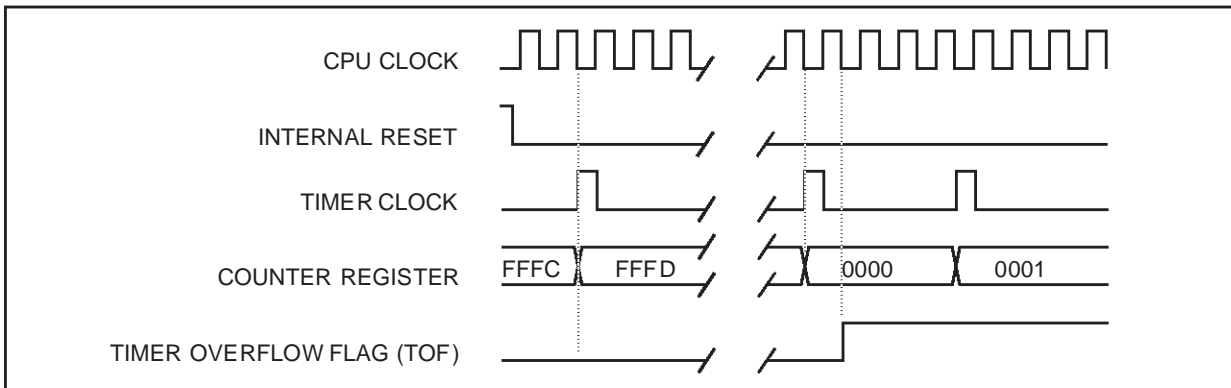 CPU CLOCK
INTERNAL RESET
TIMER CLOCK
COUNTER REGISTER FFFC FFFD 0000 0001
TIMER OVERFLOW FLAG (TOF)